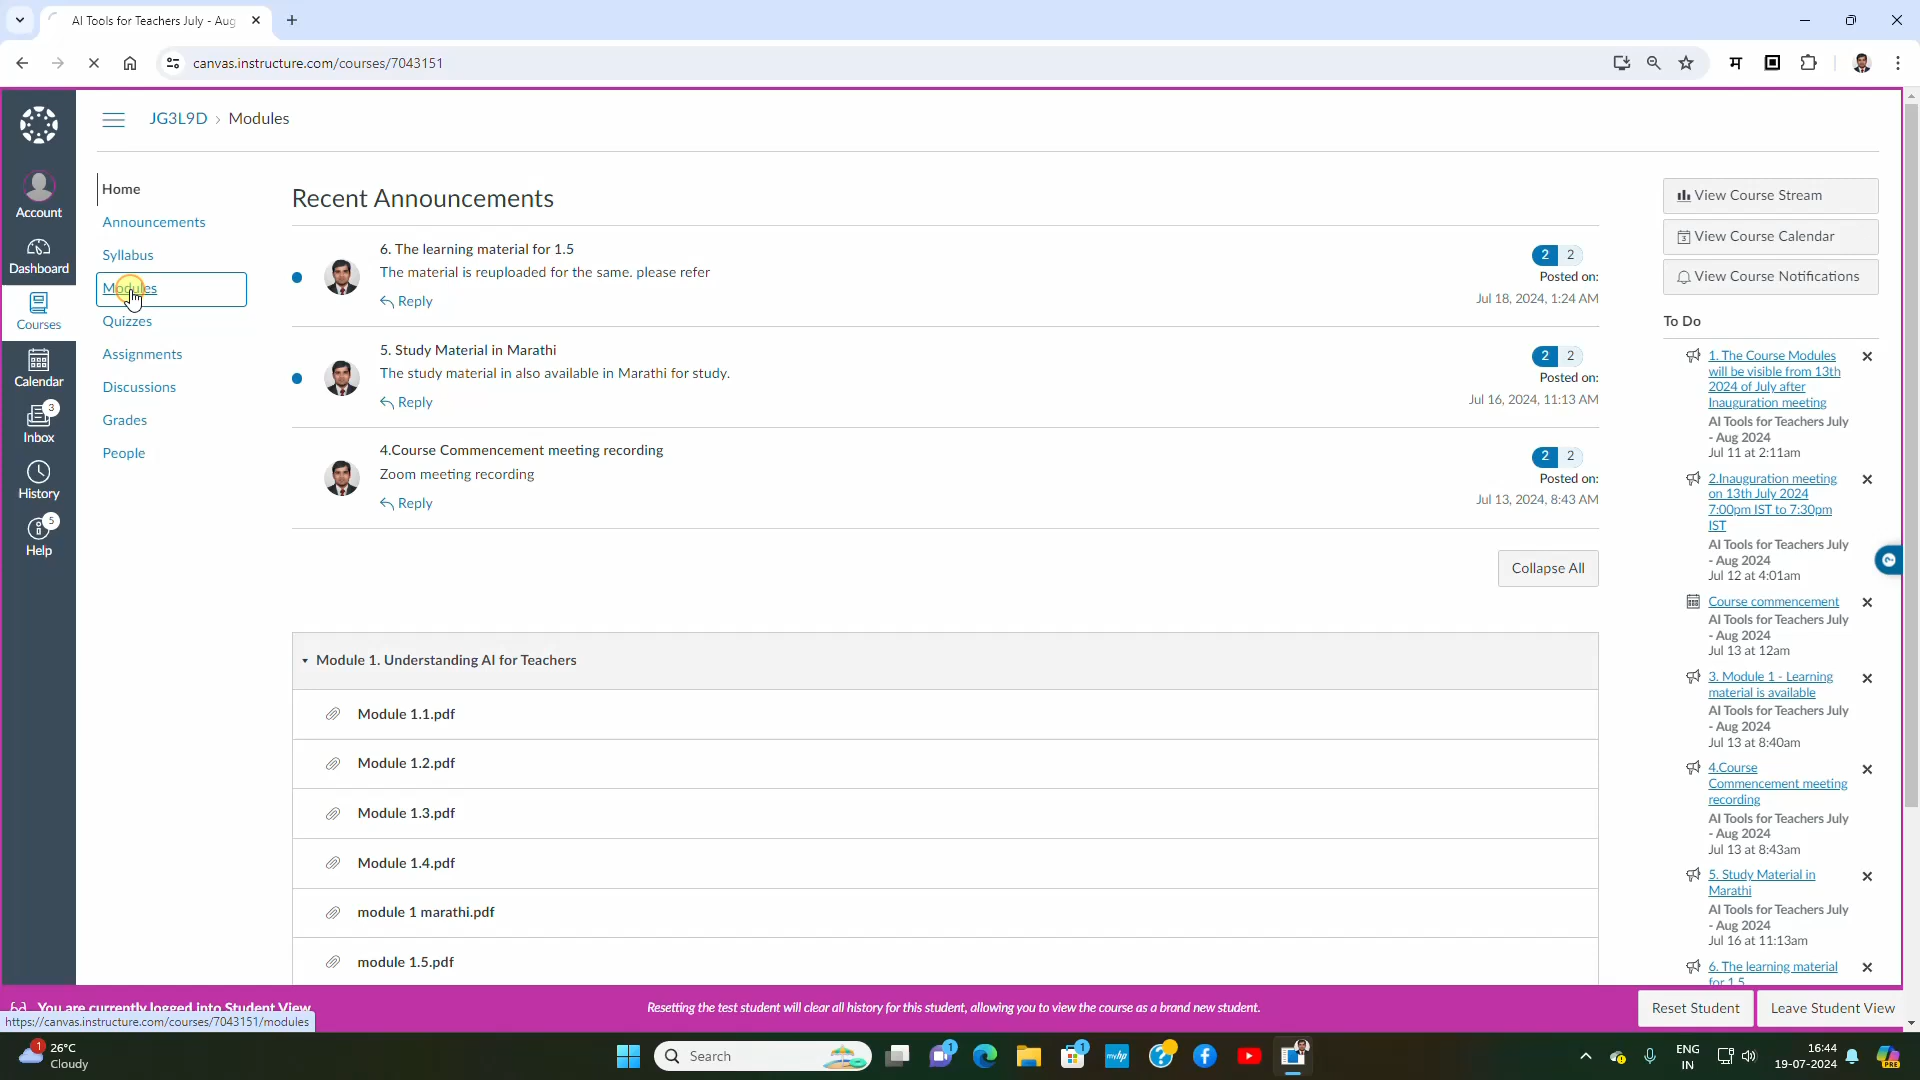 AI Tools for Teachers July - Aug
canvas.instructure.com/courses/7043151
म
JG3L9D › Modules
Account
Dashboard
Courses
Calendar
3
Inbox
History
5
Help
Home
Announcements
Syllabus
Modules
Quizzes
Assignments
Discussions
Grades
People
Recent Announcements
6. The learning material for 1.5
The material is reuploaded for the same. please refer
Reply
2 2
Posted on:
Jul 18, 2024, 1:24 AM
5. Study Material in Marathi
The study material in also available in Marathi for study.
Reply
2 2
Posted on:
Jul 16, 2024, 11:13 AM
4.Course Commencement meeting recording
Zoom meeting recording
Reply
2 2
Posted on:
Jul 13, 2024, 8:43 AM
Collapse All
Module 1. Understanding AI for Teachers
Module 1.1.pdf
Module 1.2.pdf
Module 1.3.pdf
Module 1.4.pdf
module 1 marathi.pdf
module 1.5.pdf
View Course Stream
View Course Calendar
View Course Notifications
To Do
1. The Course Modules
will be visible from 13th
2024 of July after
Inauguration meeting
AI Tools for Teachers July
- Aug 2024
Jul 11 at 2:11am
2.Inauguration meeting
on 13th July 2024
7:00pm IST to 7:30pm
IST
AI Tools for Teachers July
- Aug 2024
Jul 12 at 4:01am
Course commencement
AI Tools for Teachers July
- Aug 2024
Jul 13 at 12am
3. Module 1 - Learning
material is available
AI Tools for Teachers July
- Aug 2024
Jul 13 at 8:40am
4.Course
Commencement meeting
recording
AI Tools for Teachers July
- Aug 2024
Jul 13 at 8:43am
5. Study Material in
Marathi
AI Tools for Teachers July
- Aug 2024
Jul 16 at 11:13am
6. The learning material
for 1.5
You are currently logged into Student View
Resetting the test student will clear all history for this student, allowing you to view the course as a brand new student.
Reset Student
Leave Student View
https://canvas.instructure.com/courses/7043151/modules
1
26°C
Cloudy
Search
1
1
myhp
ENG
IN
16:44
19-07-2024
PRE